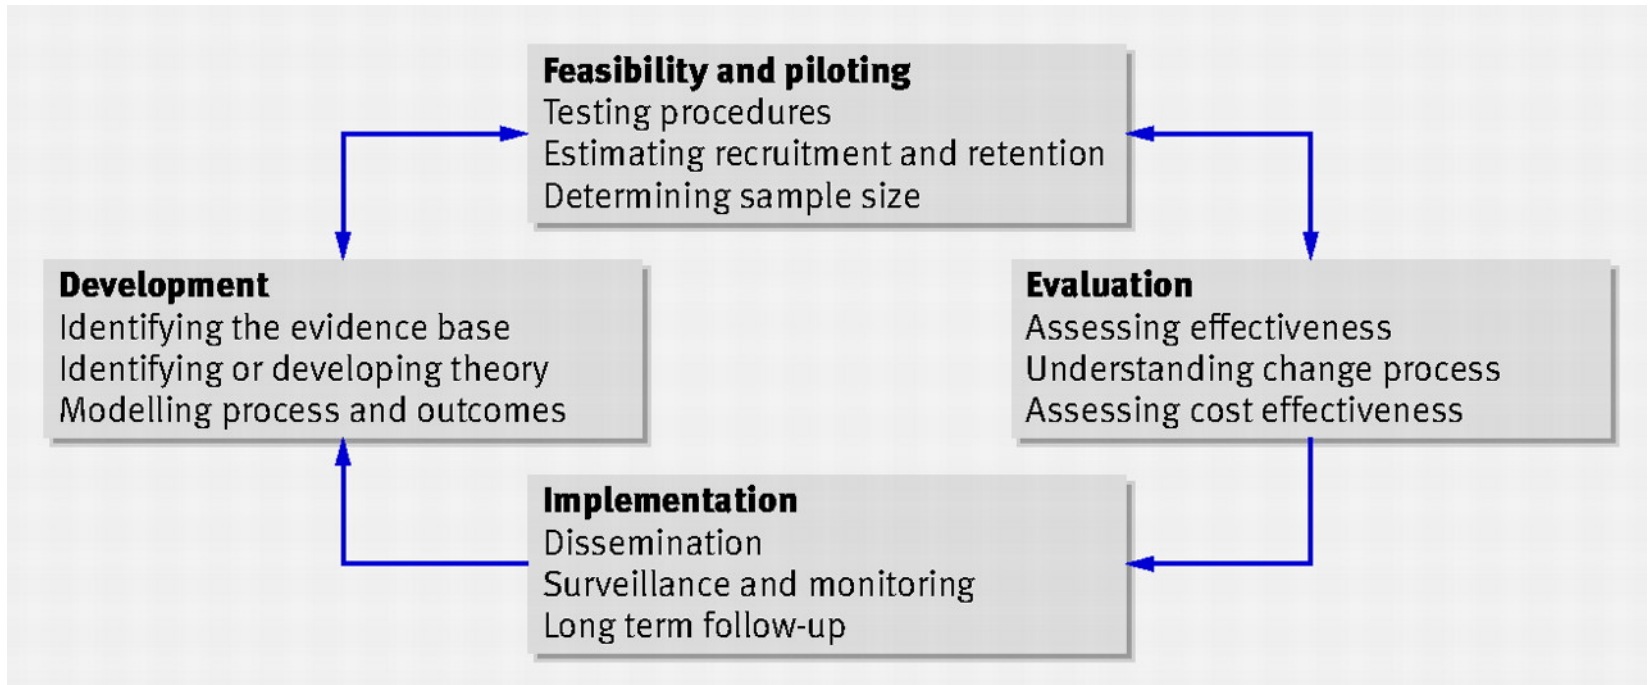 Feasibility and piloting
Testing procedures
Estimating recruitment and retention
Determining sample size
Development
Identifying the evidence base
Identifying or developing theory
Modelling process and outcomes
Evaluation
Assessing effectiveness
Understanding change process
Assessing cost effectiveness
Implementation
Dissemination
Surveillance and monitoring
Long term follow-up